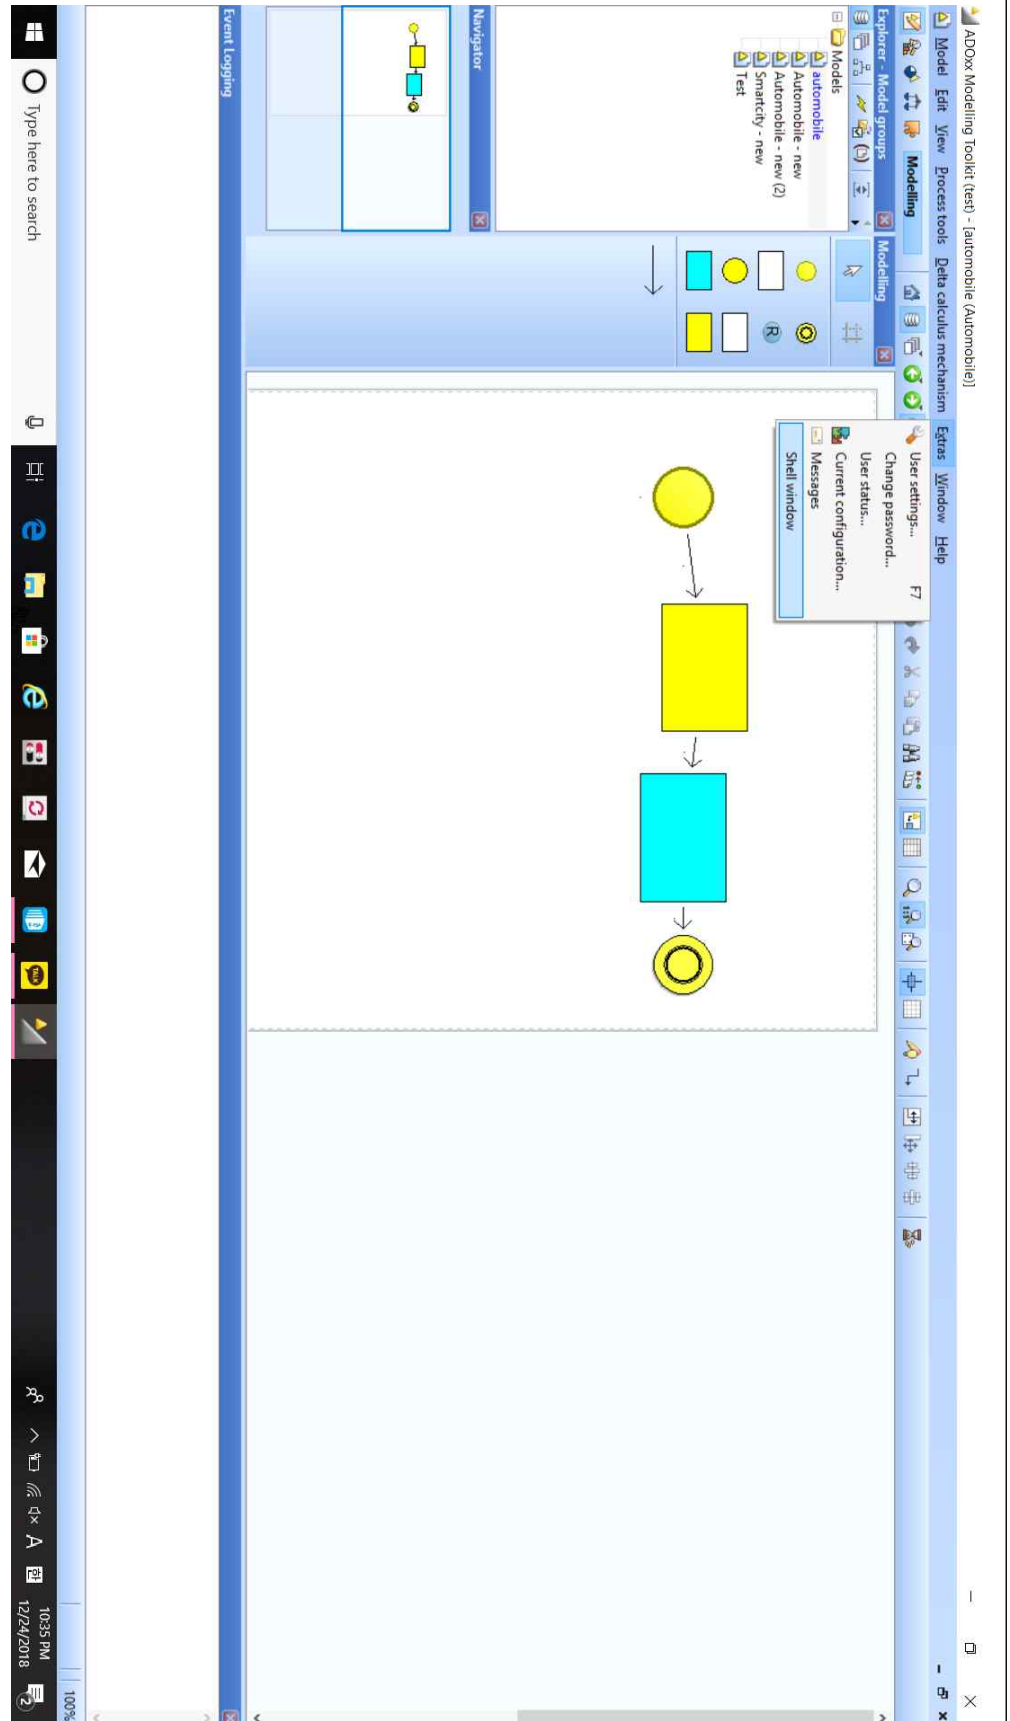 ADOxx Modelling Toolkit (test) - [automobile (Automobile)]
Model Edit View Process tools Delta calculus mechanism Extras Window Help
Modelling
User settings... F7
Change password...
User status...
Current configuration...
Messages
Shell window
Explorer - Model groups
Models
automobile
Automobile - new
Automobile - new (2)
Smartcity - new
Test
Modelling
R
Navigator
Event Logging
100%
Type here to search
TALK
A
한
10:35 PM
12/24/2018
2